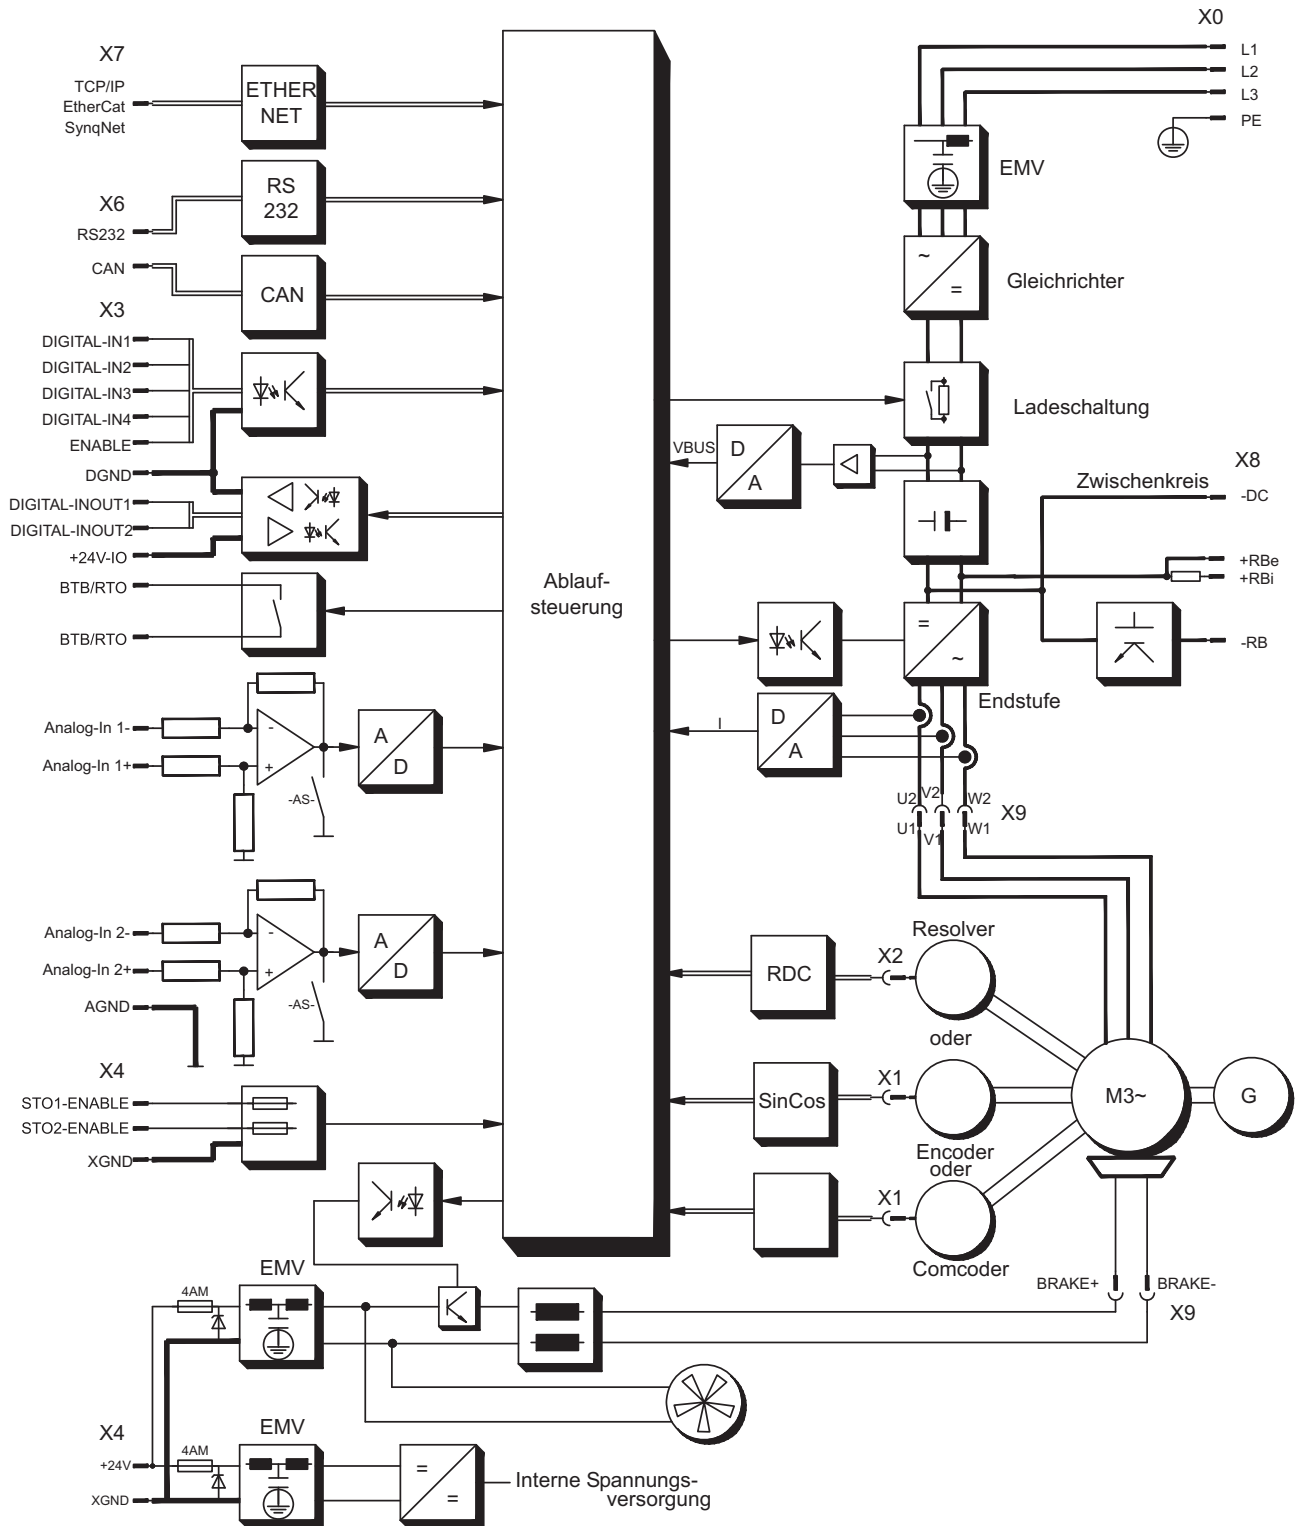 X0
L1
L2
L3
PE
EMV
~
=
Gleichrichter
Ladeschaltung
VBUS
D
A
X8
Zwischenkreis
-DC
+RBe
+RBi
-RB
=
~
Endstufe
I
D
A
U2
V2
W2
X9
U1
V1
W1
X7
TCP/IP
EtherCat
SynqNet
ETHER
NET
X6
RS232
RS
232
CAN
CAN
X3
DIGITAL-IN1
DIGITAL-IN2
DIGITAL-IN3
DIGITAL-IN4
ENABLE
DGND
DIGITAL-INOUT1
DIGITAL-INOUT2
+24V-IO
BTB/RTO
BTB/RTO
Ablauf-
steuerung
Analog-In 1-
Analog-In 1+
-
+
-AS-
A
D
Analog-In 2-
Analog-In 2+
-
+
-AS-
A
D
AGND
X4
STO1-ENABLE
STO2-ENABLE
XGND
Resolver
RDC
X2
oder
SinCos
X1
Encoder
oder
X1
Comcoder
M3~
G
BRAKE+
BRAKE-
X9
EMV
4AM
X4
EMV
4AM
+24V
XGND
=
=
Interne Spannungs-
versorgung